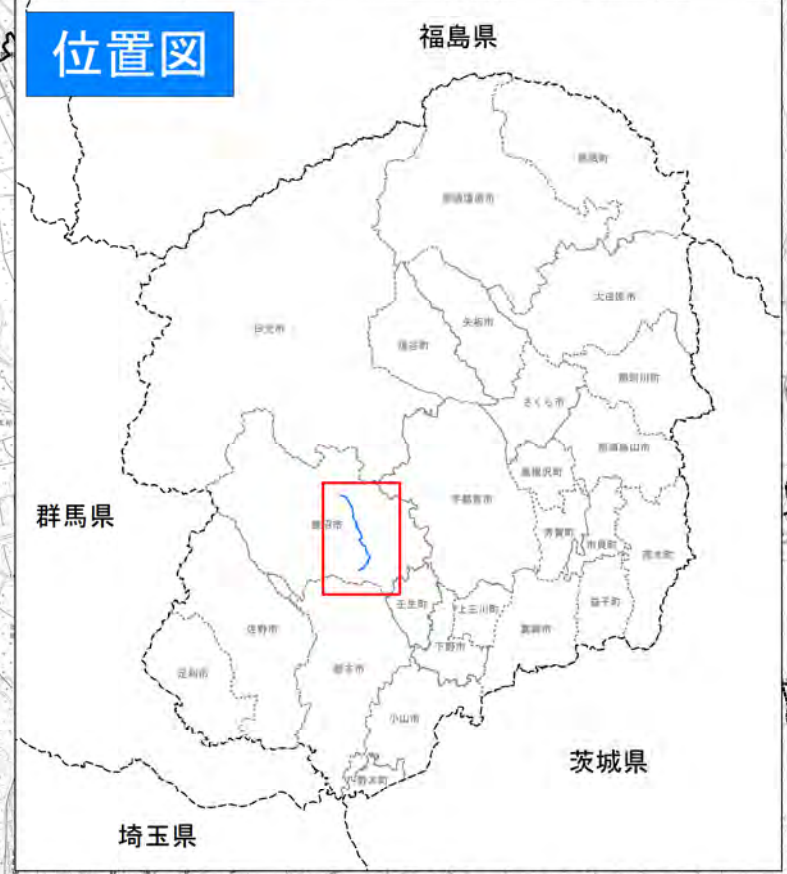 位置図
福島県
那須町
那須塩原市
大田原市
日光市
矢板市
塩谷町
那珂川町
さくら市
那須烏山市
高根沢町
宇都宮市
群馬県
鹿沼市
芳賀町
市貝町
茂木町
益子町
壬生町
上三川町
真岡市
佐野市
下野市
足利市
栃木市
小山市
茨城県
野木町
埼玉県